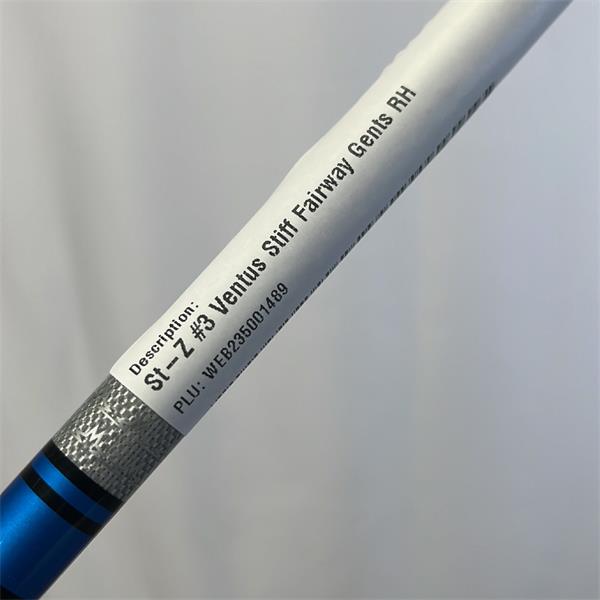 Description:
St-Z #3 Ventus Stiff Fairway Gents RH
PLU: WEB235001489
M